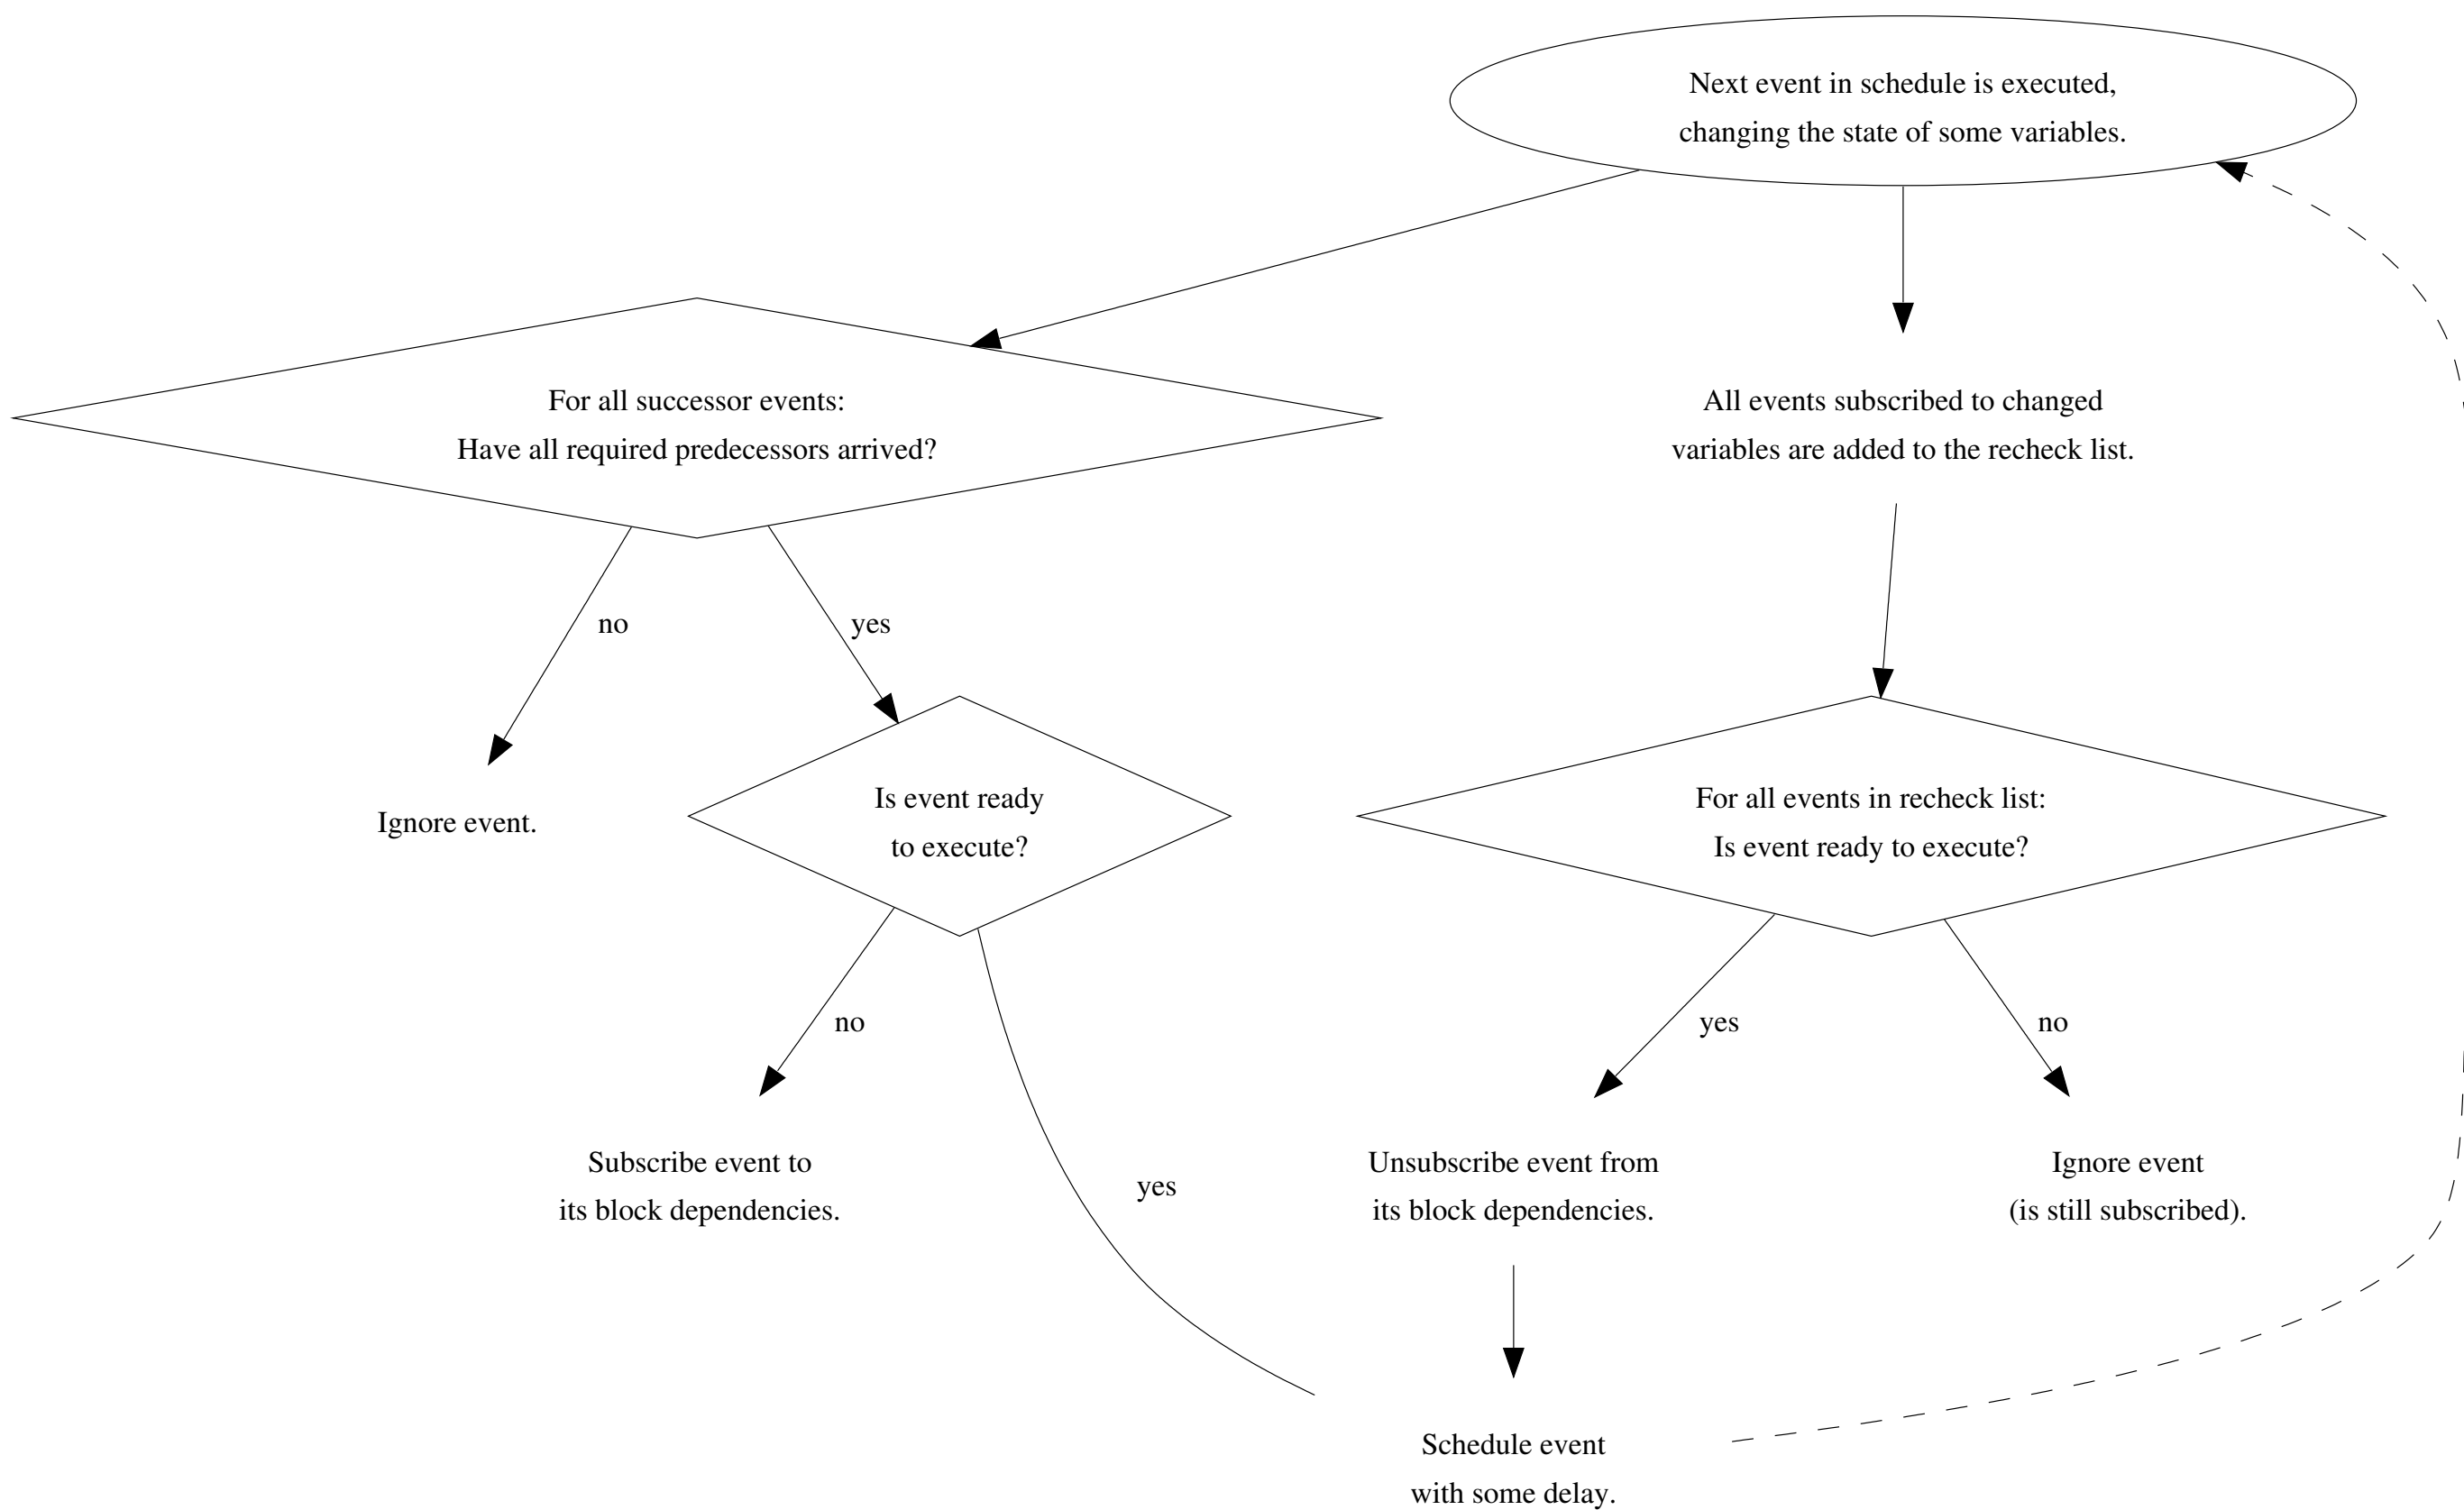 Next event in schedule is executed,
changing the state of some variables.
For all successor events:
Have all required predecessors arrived?
All events subscribed to changed
variables are added to the recheck list.
no
yes
Ignore event.
Is event ready
to execute?
For all events in recheck list:
Is event ready to execute?
no
yes
no
Subscribe event to
its block dependencies.
yes
Unsubscribe event from
its block dependencies.
Ignore event
(is still subscribed).
Schedule event
with some delay.